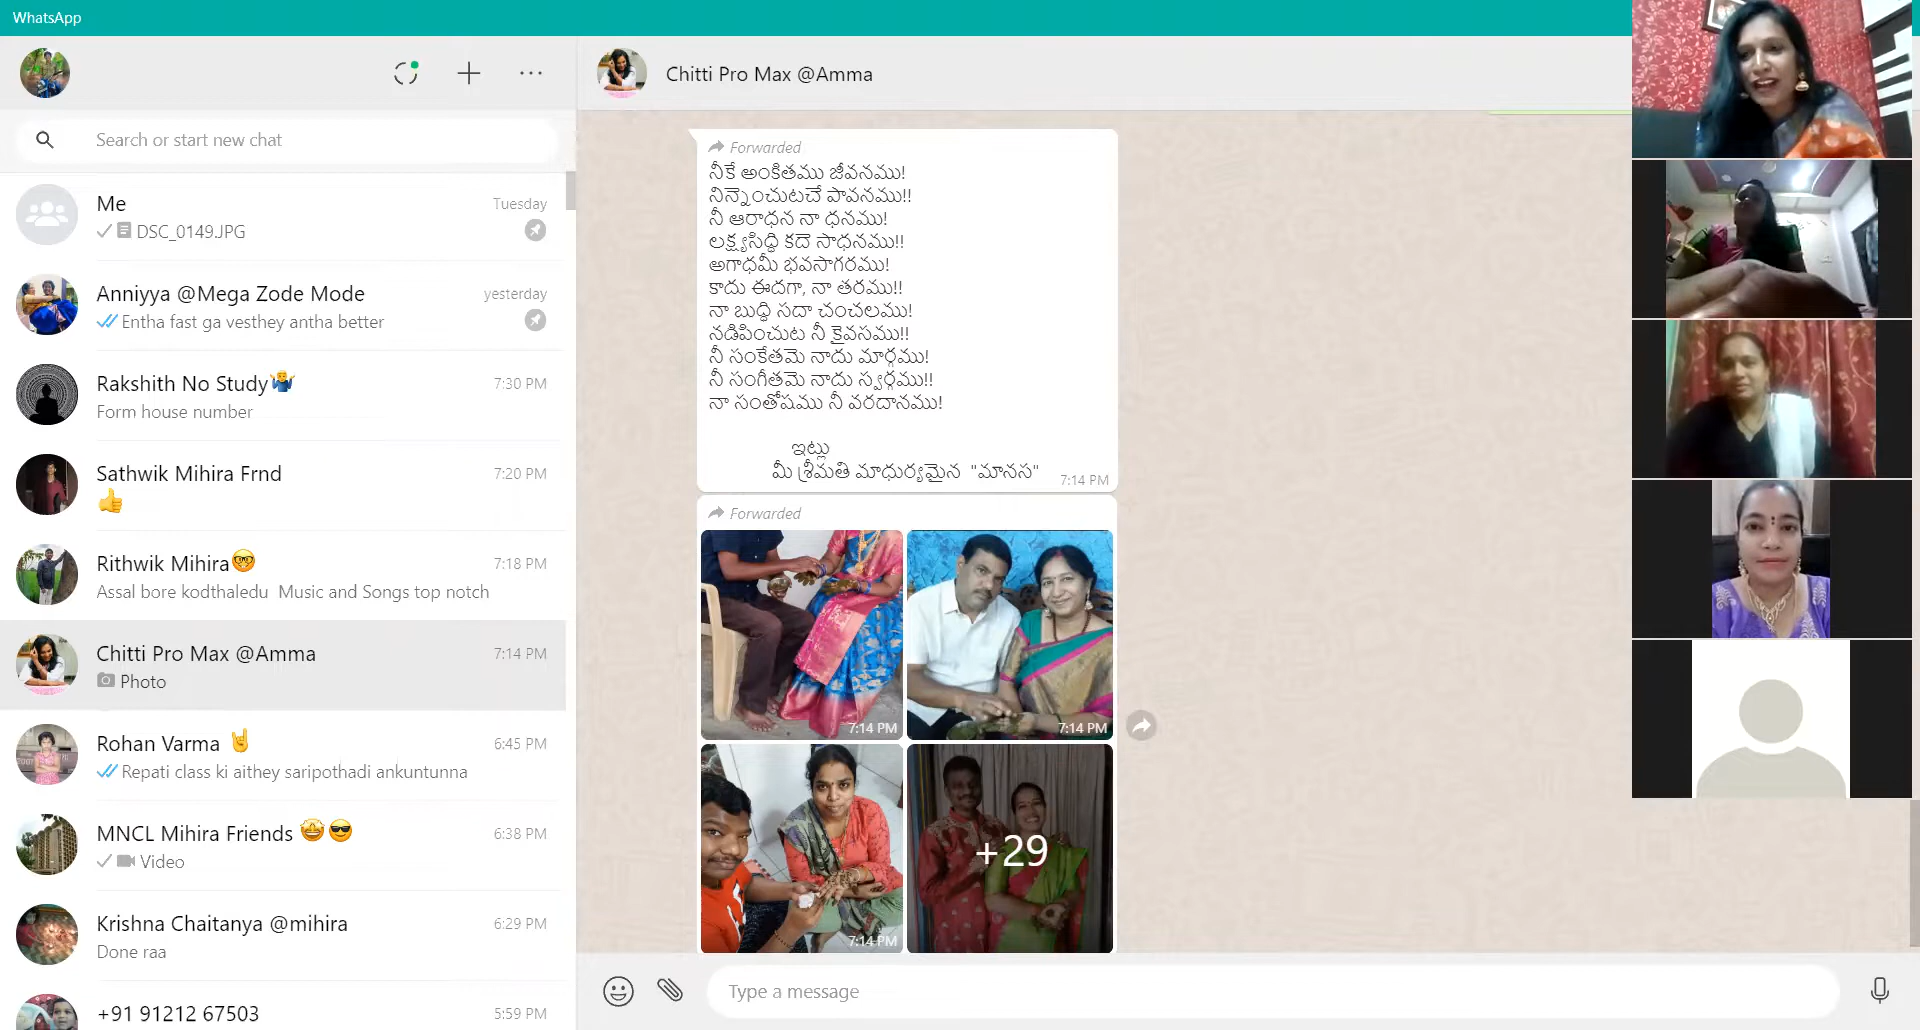 WhatsApp
Search or start new chat
Me
Tuesday
DSC_0149.JPG
Anniyya @Mega Zode Mode
yesterday
Entha fast ga vesthey antha better
Rakshith No Study🤷‍♂️
7:30 PM
Form house number
Sathwik Mihira Frnd
7:20 PM
👍
Rithwik Mihira🤓
7:18 PM
Assal bore kodthaledu Music and Songs top notch
Chitti Pro Max @Amma
7:14 PM
Photo
Rohan Varma 🤘
6:45 PM
Repati class ki aithey saripothadi ankuntunna
MNCL Mihira Friends 🤩😎
6:38 PM
Video
Krishna Chaitanya @mihira
6:29 PM
Done raa
+91 91212 67503
5:59 PM
Chitti Pro Max @Amma
Forwarded
నీకే అంకితము జీవనము!
నిన్నెంచుటచే పావనము!!
నీ ఆరాధన నా ధనము!
లక్ష్యసిద్ధి కదె సాధనము!!
అగాధమీ భవసాగరము!
కాదు ఈదగా, నా తరము!!
నా బుద్ధి సదా చంచలము!
నడిపించుట నీ కైవసము!!
నీ సంకేతమె నాదు మార్గము!
నీ సంగీతమె నాదు స్వర్గము!!
నా సంతోషము నీ వరదానము!
ఇట్లు
మీ శ్రీమతి మాధుర్యమైన "మానస"
7:14 PM
Forwarded
7:14 PM
7:14 PM
7:14 PM
+29
Type a message